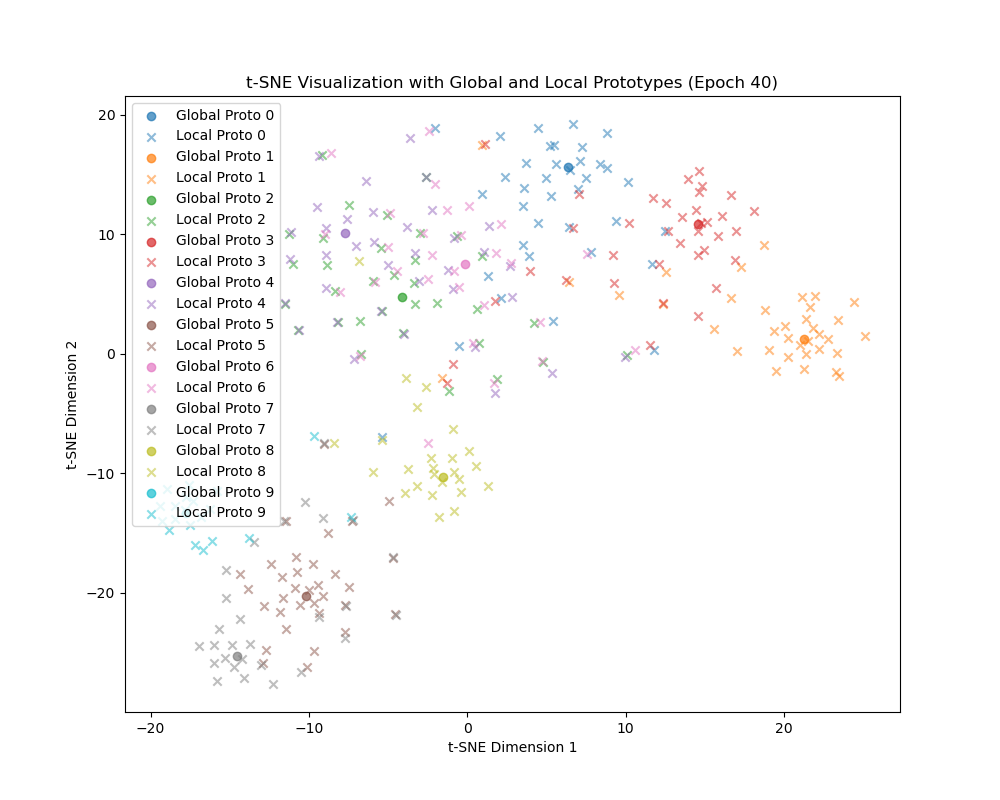 t-SNE Visualization with Global and Local Prototypes (Epoch 40)
20
10
0
−10
−20
t-SNE Dimension 2
Global Proto 0
Local Proto 0
Global Proto 1
Local Proto 1
Global Proto 2
Local Proto 2
Global Proto 3
Local Proto 3
Global Proto 4
Local Proto 4
Global Proto 5
Local Proto 5
Global Proto 6
Local Proto 6
Global Proto 7
Local Proto 7
Global Proto 8
Local Proto 8
Global Proto 9
Local Proto 9
−20
−10
0
10
20
t-SNE Dimension 1